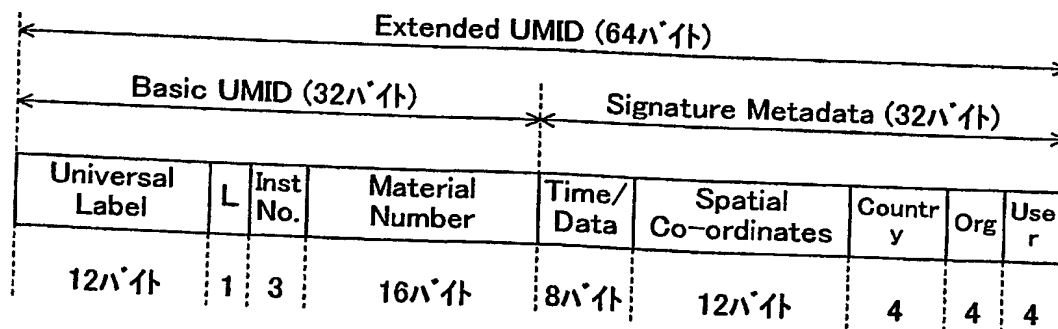 Extended UMID (64バイト)
Basic UMID (32バイト)
Signature Metadata (32バイト)
Universal
Label
L
Inst
No.
Material
Number
Time/
Data
Spatial
Co-ordinates
Countr
y
Org
Use
r
12バイト
1
3
16バイト
8バイト
12バイト
4
4
4